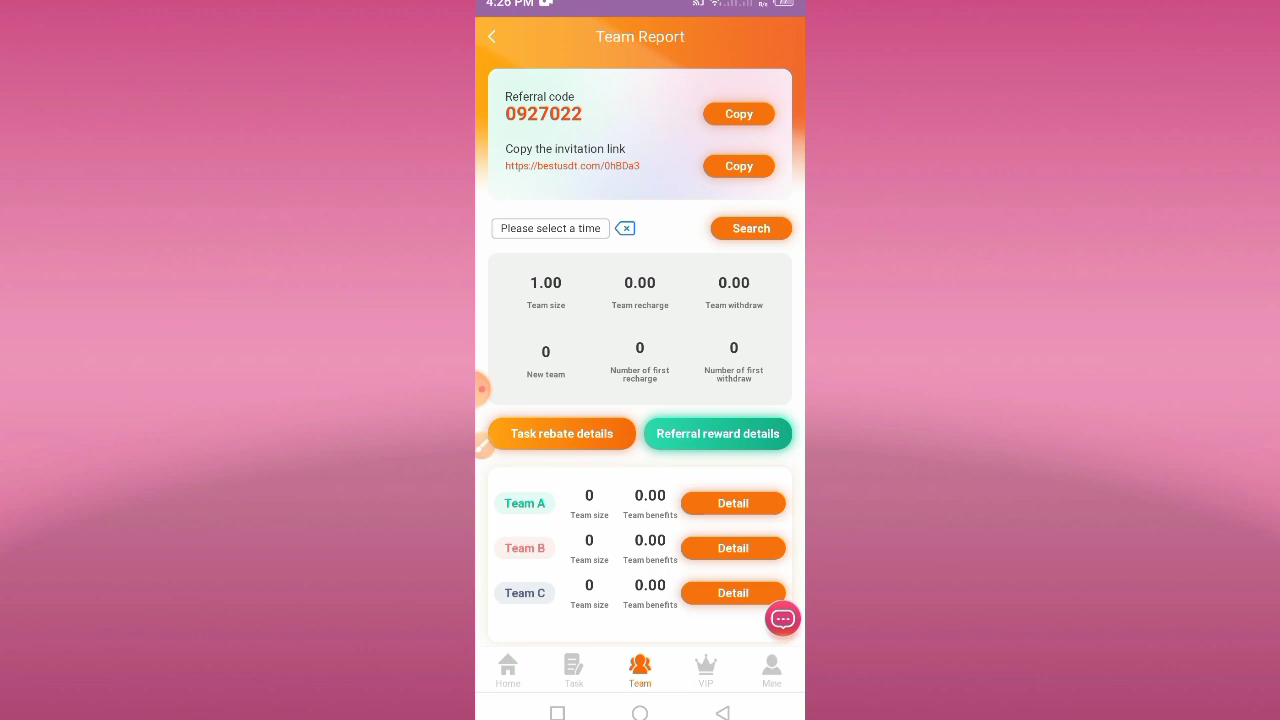 4:26 PM
Team Report
Referral code
0927022
Copy
Copy the invitation link
https://bestusdt.com/0hBDa3
Copy
Please select a time
Search
1.00
0.00
0.00
Team size
Team recharge
Team withdraw
0
0
0
New team
Number of first
recharge
Number of first
withdraw
Task rebate details
Referral reward details
Team A
0
Team size
0.00
Team benefits
Detail
Team B
0
Team size
0.00
Team benefits
Detail
Team C
0
Team size
0.00
Team benefits
Detail
Home
Task
Team
VIP
Mine